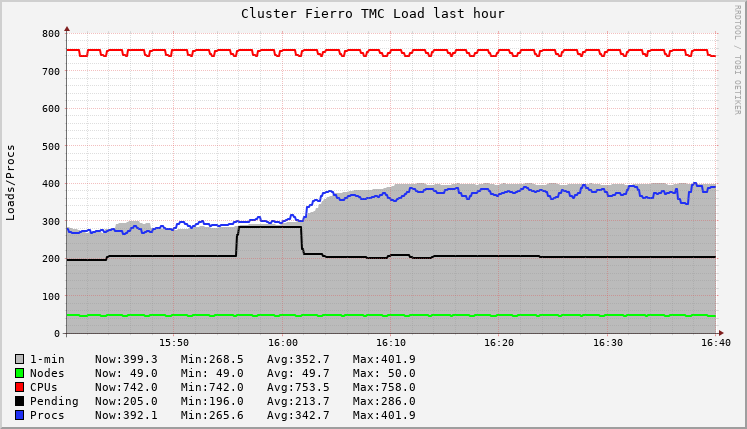 Cluster Fierro TMC Load last hour
RRDTOOL / TOBI OETIKER
Loads/Procs
800
700
600
500
400
300
200
100
0
15:50 16:00 16:10 16:20 16:30 16:40
1-min Now:399.3 Min:268.5 Avg:352.7 Max:401.9
Nodes Now: 49.0 Min: 49.0 Avg: 49.7 Max: 50.0
CPUs Now:742.0 Min:742.0 Avg:753.5 Max:758.0
Pending Now:205.0 Min:196.0 Avg:213.7 Max:286.0
Procs Now:392.1 Min:265.6 Avg:342.7 Max:401.9